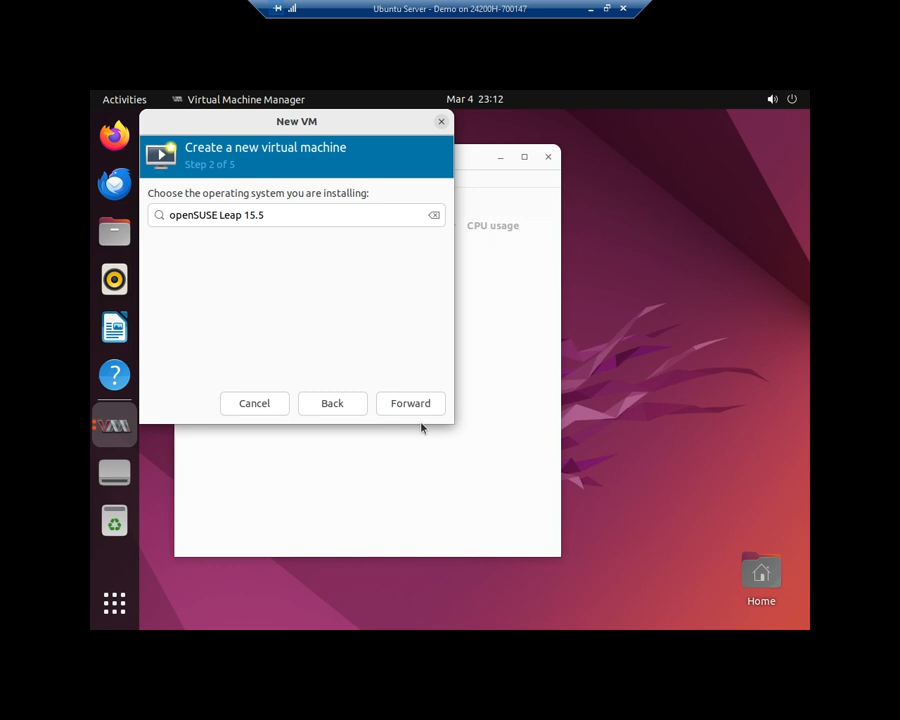 Ubuntu Server - Demo on 24200H-700147
Activities
Virtual Machine Manager
Mar 4 23:12
New VM
Create a new virtual machine
Step 2 of 5
Choose the operating system you are installing:
openSUSE Leap 15.5
CPU usage
Cancel
Back
Forward
Home